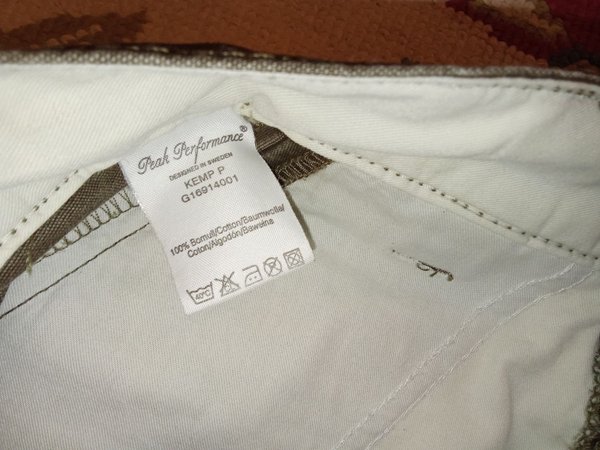 Peak Performance®
DESIGNED IN SWEDEN
KEMP P
G16914001
100% Bomull/Cotton/Baumwolle/
Coton/Algodón/Bawełna
40°C